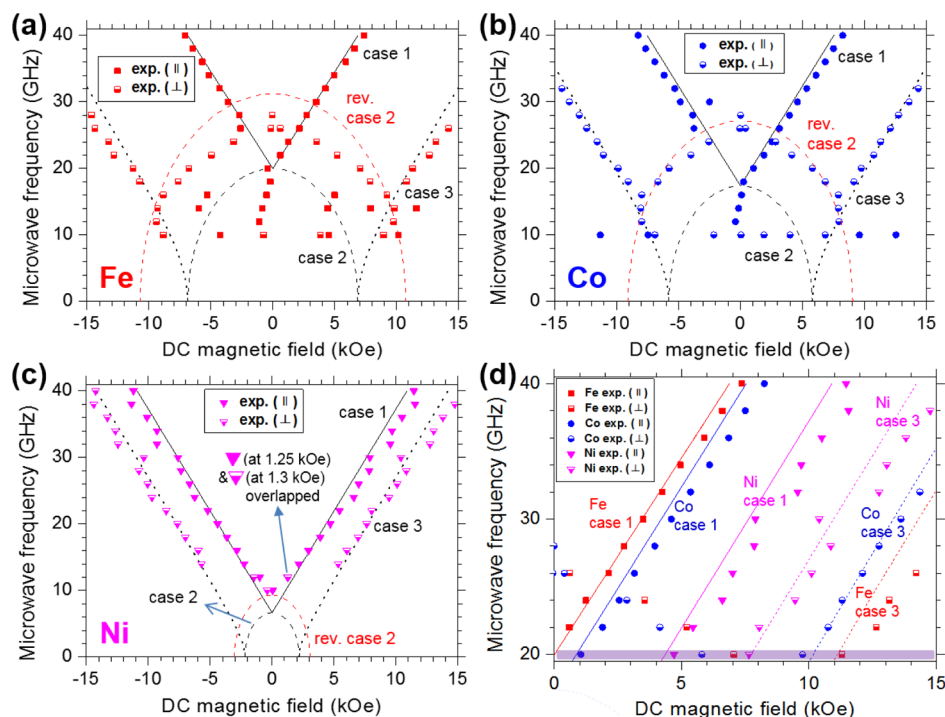 (a)
40
30
20
10
0
Microwave frequency (GHz)
exp. (∥)
exp. (⊥)
case 1
rev.
case 2
case 3
case 2
Fe
-15 -10 -5 0 5 10 15
DC magnetic field (kOe)
(b)
40
30
20
10
0
Microwave frequency (GHz)
exp. (∥)
exp. (⊥)
case 1
rev.
case 2
case 3
case 2
Co
-15 -10 -5 0 5 10 15
DC magnetic field (kOe)
(c)
40
30
20
10
0
Microwave frequency (GHz)
exp. (∥)
exp. (⊥)
case 1
(at 1.25 kOe)
& (at 1.3 kOe)
overlapped
case 3
case 2
rev. case 2
Ni
-15 -10 -5 0 5 10 15
DC magnetic field (kOe)
(d)
40
30
20
Microwave frequency (GHz)
Fe exp. (∥)
Fe exp. (⊥)
Co exp. (∥)
Co exp. (⊥)
Ni exp. (∥)
Ni exp. (⊥)
Ni
case 3
Ni
case 1
Fe
case 1
Co
case 1
Co
case 3
Fe
case 3
0 5 10 15
DC magnetic field (kOe)